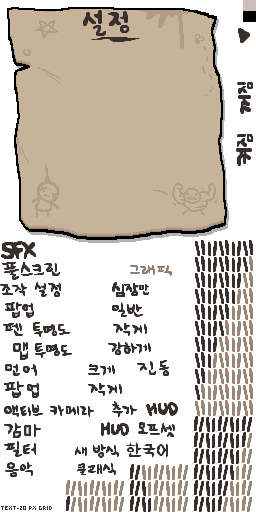 설정
SFX
풀스크린 그래픽
조작 설정 심장만
팝업 일반
펜 투명도 작게
맵 투명도 강하게
언어 크게 진동
팝업 작게
액티브 카메라 추가 HUD
감마 HUD 오프셋
필터 새 방식 한국어
음악 클래식
TEXT-20 PX GRID